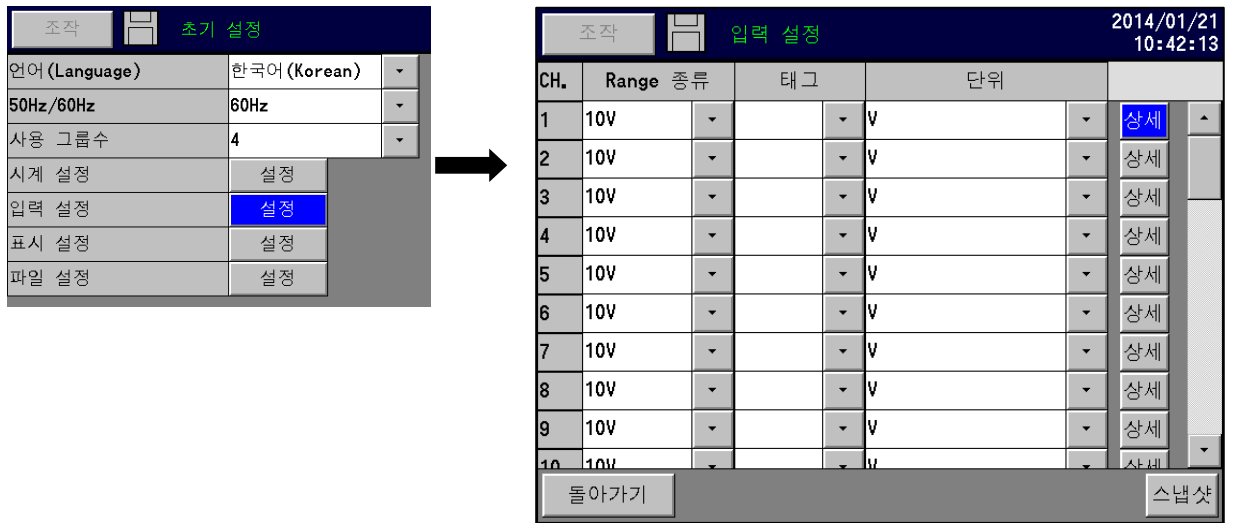 조작 초기 설정
언어(Language) 한국어(Korean)
50Hz/60Hz 60Hz
사용 그룹수 4
시계 설정 설정
입력 설정 설정
표시 설정 설정
파일 설정 설정
조작 입력 설정 2014/01/21
10:42:13
CH. Range 종류 태그 단위
1 10V V 상세
2 10V V 상세
3 10V V 상세
4 10V V 상세
5 10V V 상세
6 10V V 상세
7 10V V 상세
8 10V V 상세
9 10V V 상세
10 10V V 상세
돌아가기 스냅샷